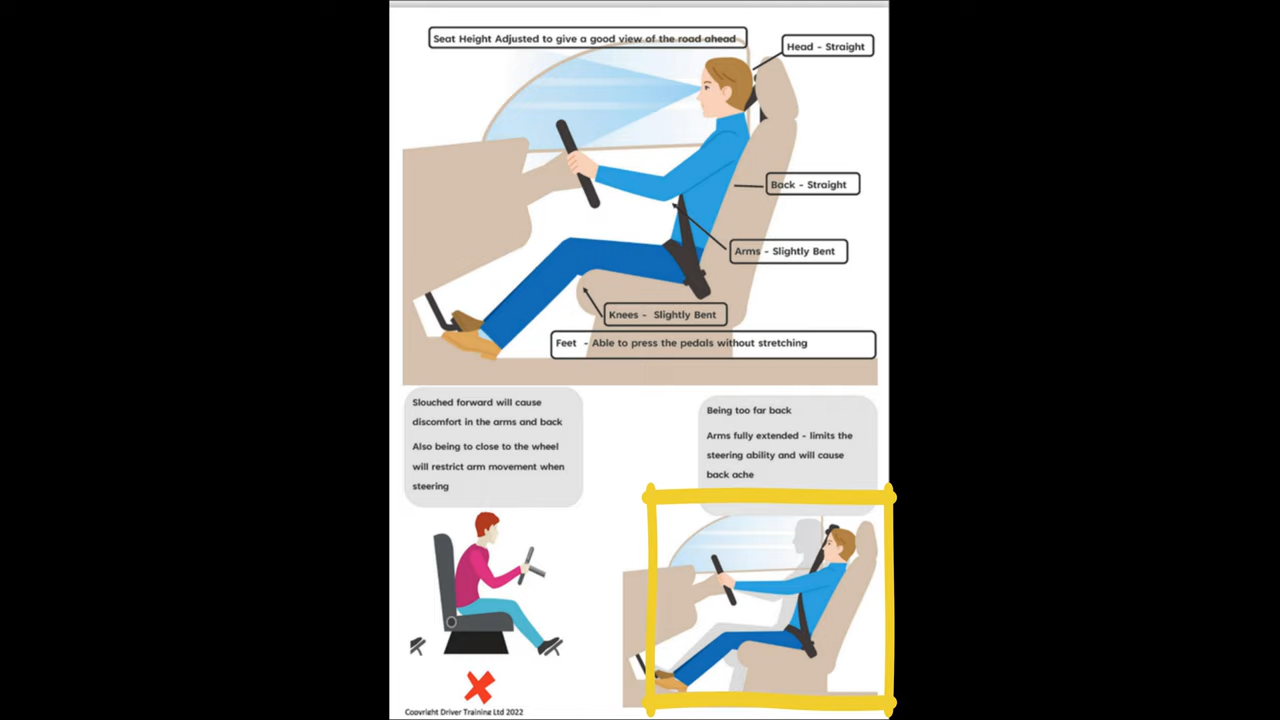 Seat Height Adjusted to give a good view of the road ahead
Head - Straight
Back - Straight
Arms - Slightly Bent
Knees - Slightly Bent
Feet - Able to press the pedals without stretching
Slouched forward will cause
discomfort in the arms and back
Also being to close to the wheel
will restrict arm movement when
steering
Being too far back
Arms fully extended - limits the
steering ability and will cause
back ache
Copyright Driver Training Ltd 2022